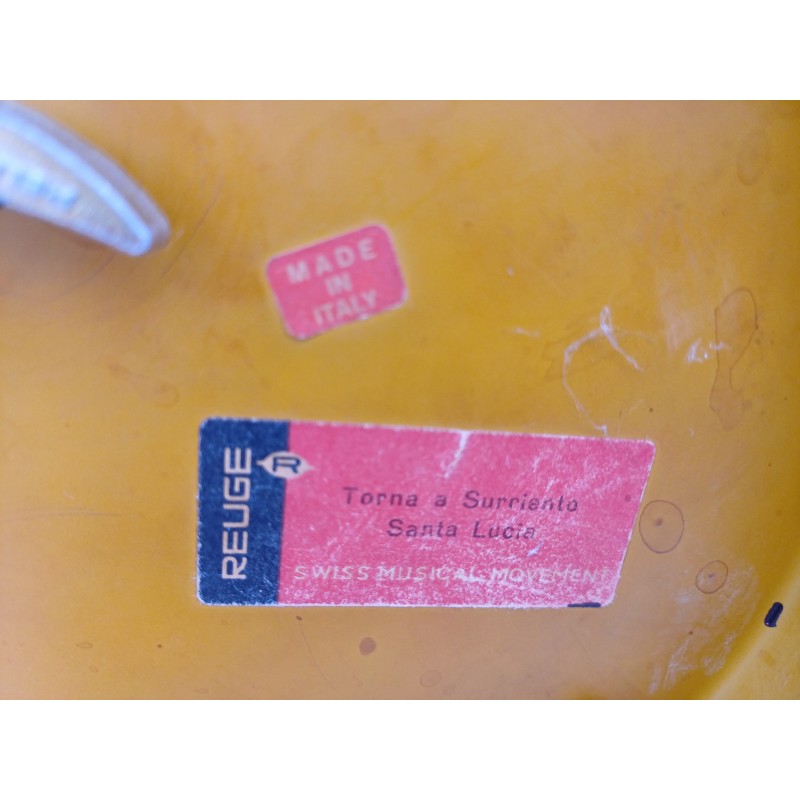 MADE
IN
ITALY
REUGE
R
Torna a Surriento
Santa Lucia
SWISS MUSICAL MOVEMENT